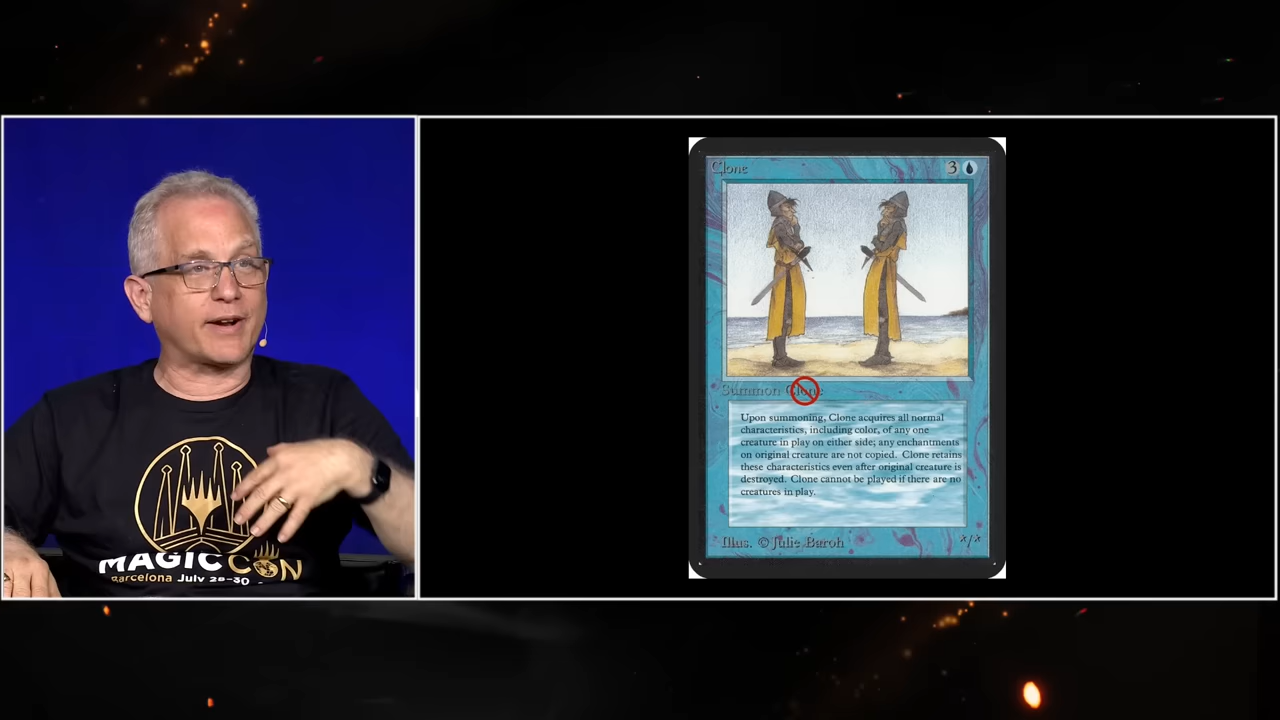 Clone 3
Summon Clone
Upon summoning, Clone acquires all normal
characteristics, including color, of any one
creature in play on either side; any enchantments
on original creature are not copied. Clone retains
these characteristics even after original creature is
destroyed. Clone cannot be played if there are no
creatures in play.
Illus. © Julie Baroh */*
MAGIC CON
Barcelona July 28-30